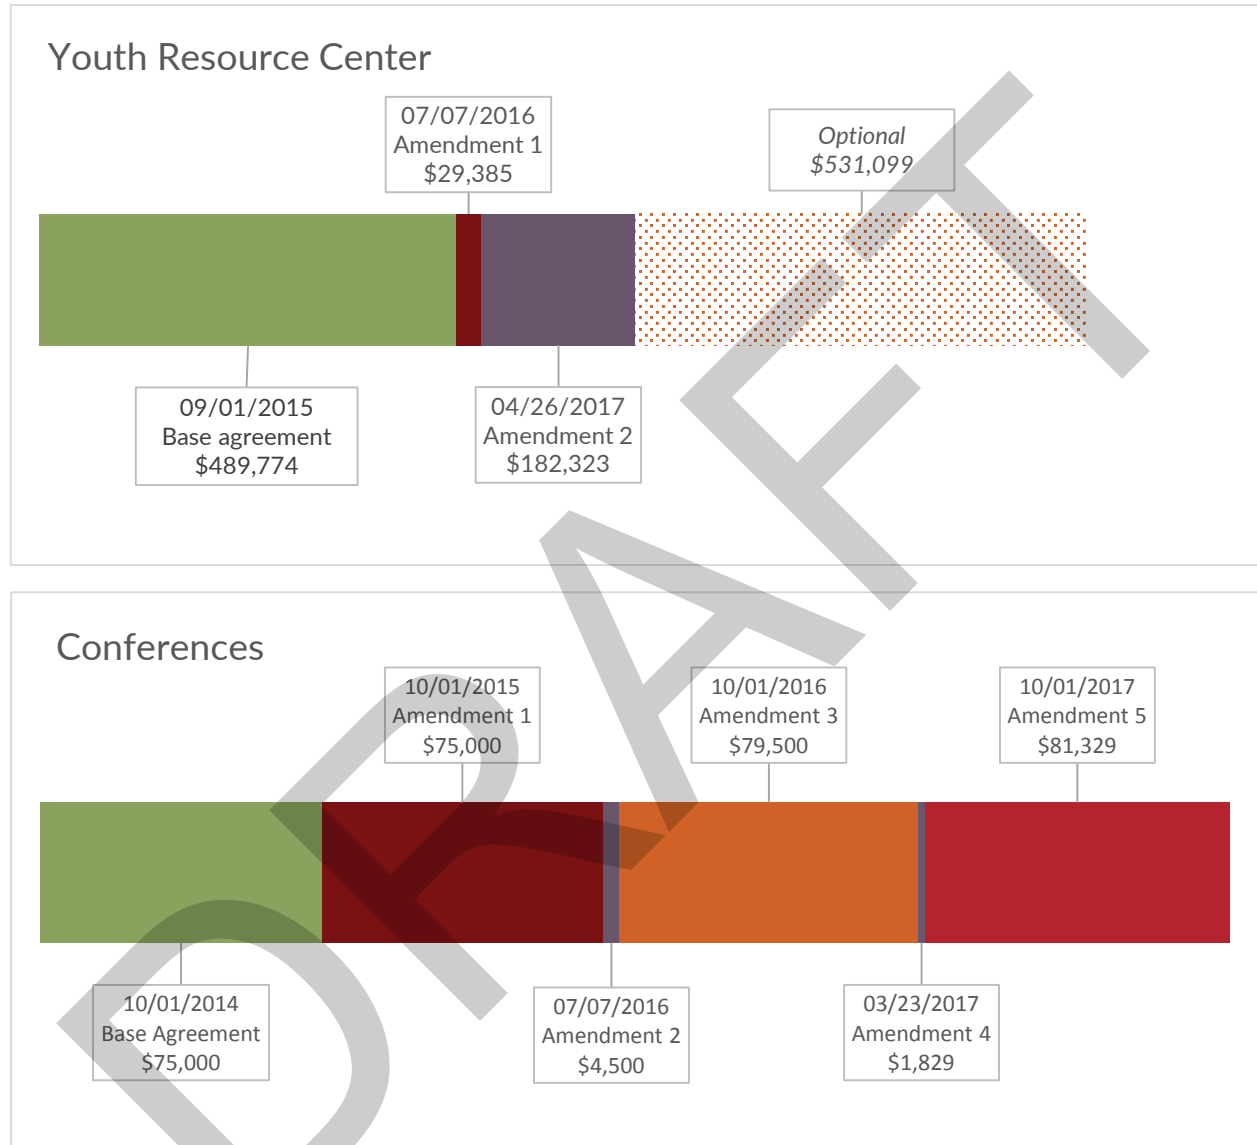 Youth Resource Center
07/07/2016
Amendment 1
$29,385
Optional
$531,099
09/01/2015
Base agreement
$489,774
04/26/2017
Amendment 2
$182,323
Conferences
10/01/2015
Amendment 1
$75,000
10/01/2016
Amendment 3
$79,500
10/01/2017
Amendment 5
$81,329
10/01/2014
Base Agreement
$75,000
07/07/2016
Amendment 2
$4,500
03/23/2017
Amendment 4
$1,829
DRAFT